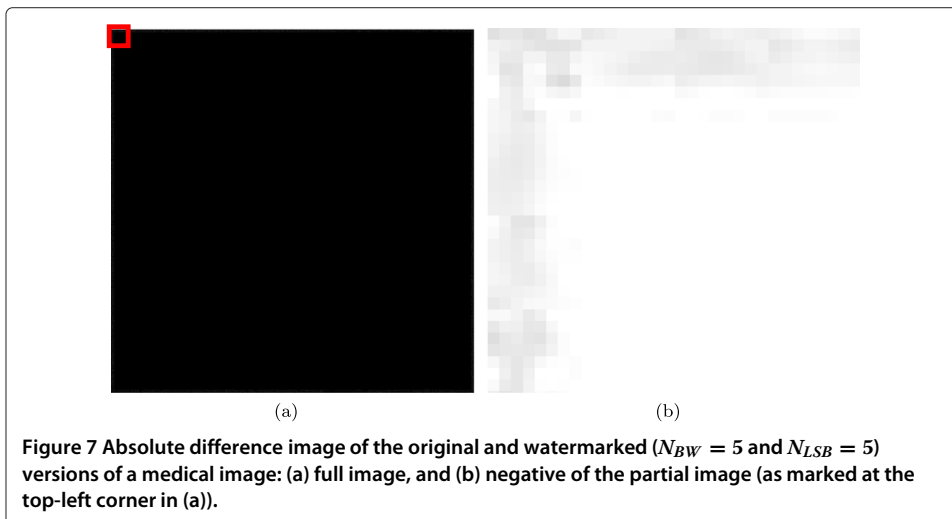 (a)
(b)
Figure 7 Absolute difference image of the original and watermarked (N_BW = 5 and N_LSB = 5)
versions of a medical image: (a) full image, and (b) negative of the partial image (as marked at the
top-left corner in (a)).